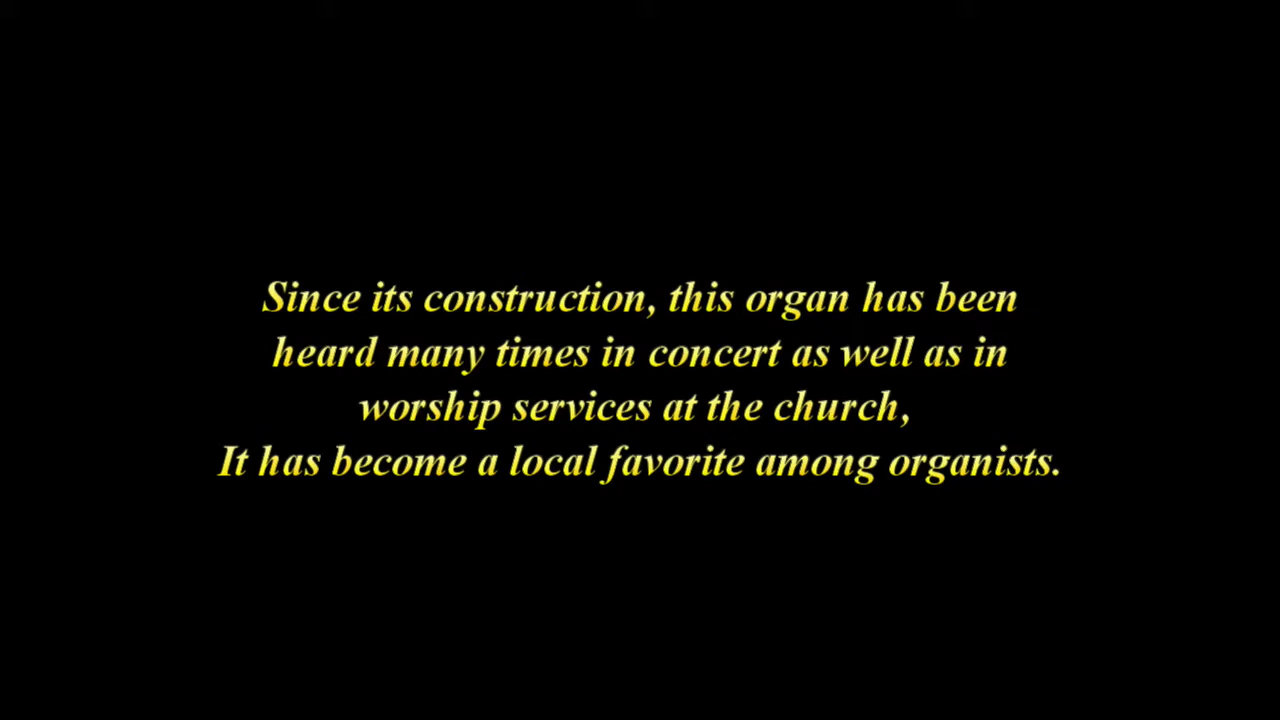 Since its construction, this organ has been
heard many times in concert as well as in
worship services at the church,
It has become a local favorite among organists.